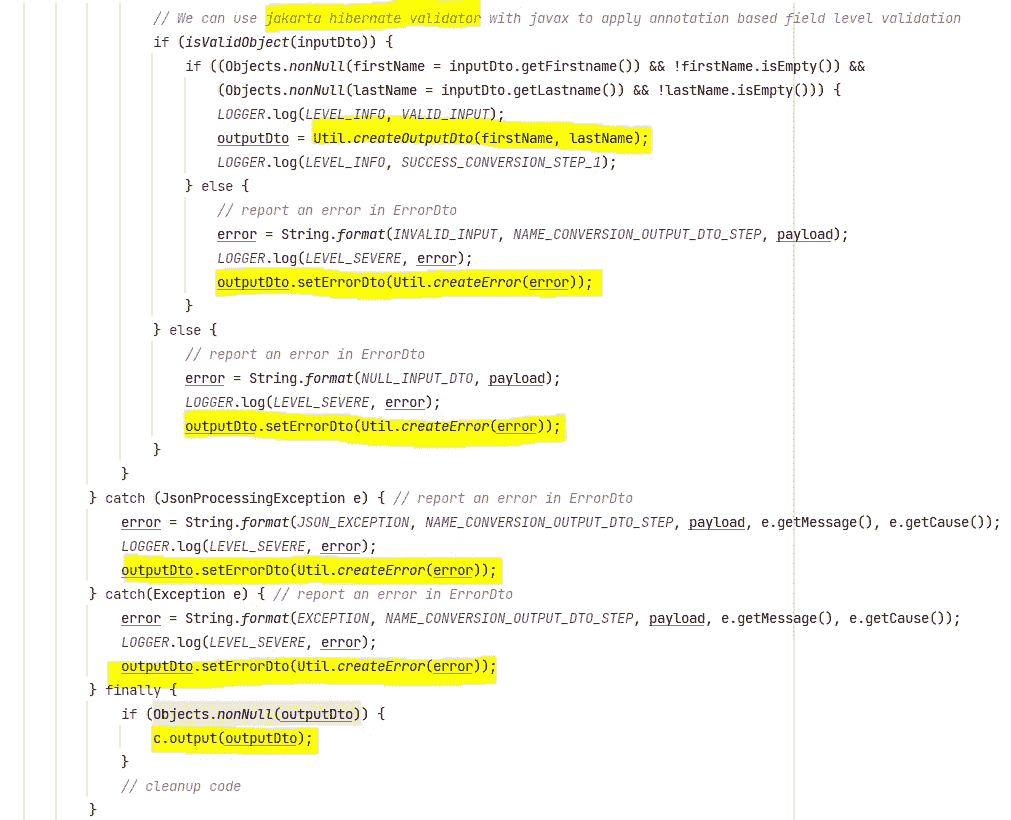 // We can use jakarta hibernate validator with javax to apply annotation based field level validation
if (isValidObject(inputDto)) {
if ((Objects.nonNull(firstName = inputDto.getFirstname()) && !firstName.isEmpty()) &&
(Objects.nonNull(lastName = inputDto.getLastname()) && !lastName.isEmpty())) {
LOGGER.log(LEVEL_INFO, VALID_INPUT);
outputDto = Util.createOutputDto(firstName, lastName);
LOGGER.log(LEVEL_INFO, SUCCESS_CONVERSION_STEP_1);
} else {
// report an error in ErrorDto
error = String.format(INVALID_INPUT, NAME_CONVERSION_OUTPUT_DTO_STEP, payload);
LOGGER.log(LEVEL_SEVERE, error);
outputDto.setErrorDto(Util.createError(error));
}
} else {
// report an error in ErrorDto
error = String.format(NULL_INPUT_DTO, payload);
LOGGER.log(LEVEL_SEVERE, error);
outputDto.setErrorDto(Util.createError(error));
}
}
} catch (JsonProcessingException e) { // report an error in ErrorDto
error = String.format(JSON_EXCEPTION, NAME_CONVERSION_OUTPUT_DTO_STEP, payload, e.getMessage(), e.getCause());
LOGGER.log(LEVEL_SEVERE, error);
outputDto.setErrorDto(Util.createError(error));
} catch(Exception e) { // report an error in ErrorDto
error = String.format(EXCEPTION, NAME_CONVERSION_OUTPUT_DTO_STEP, payload, e.getMessage(), e.getCause());
LOGGER.log(LEVEL_SEVERE, error);
outputDto.setErrorDto(Util.createError(error));
} finally {
if (Objects.nonNull(outputDto)) {
c.output(outputDto);
}
// cleanup code
}